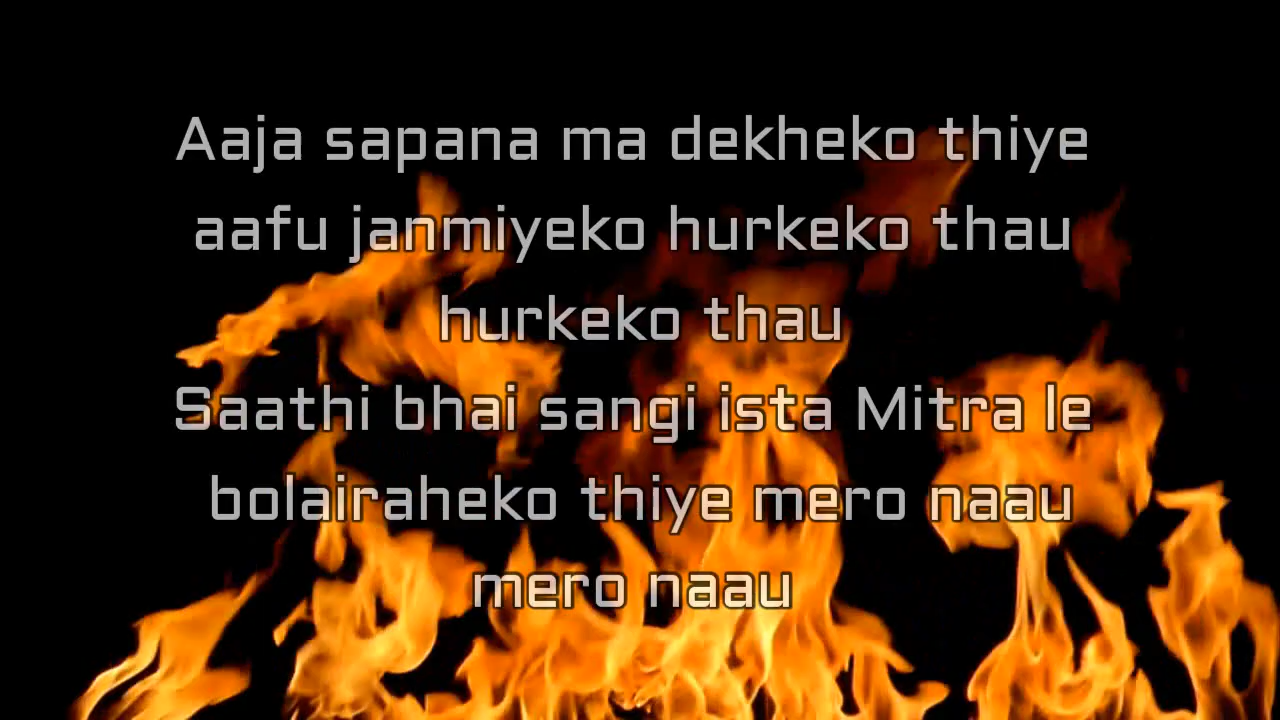 Aaja sapana ma dekheko thiye
aafu janmiyeko hurkeko thau
hurkeko thau
Saathi bhai sangi ista Mitra le
bolairaheko thiye mero naau
mero naau